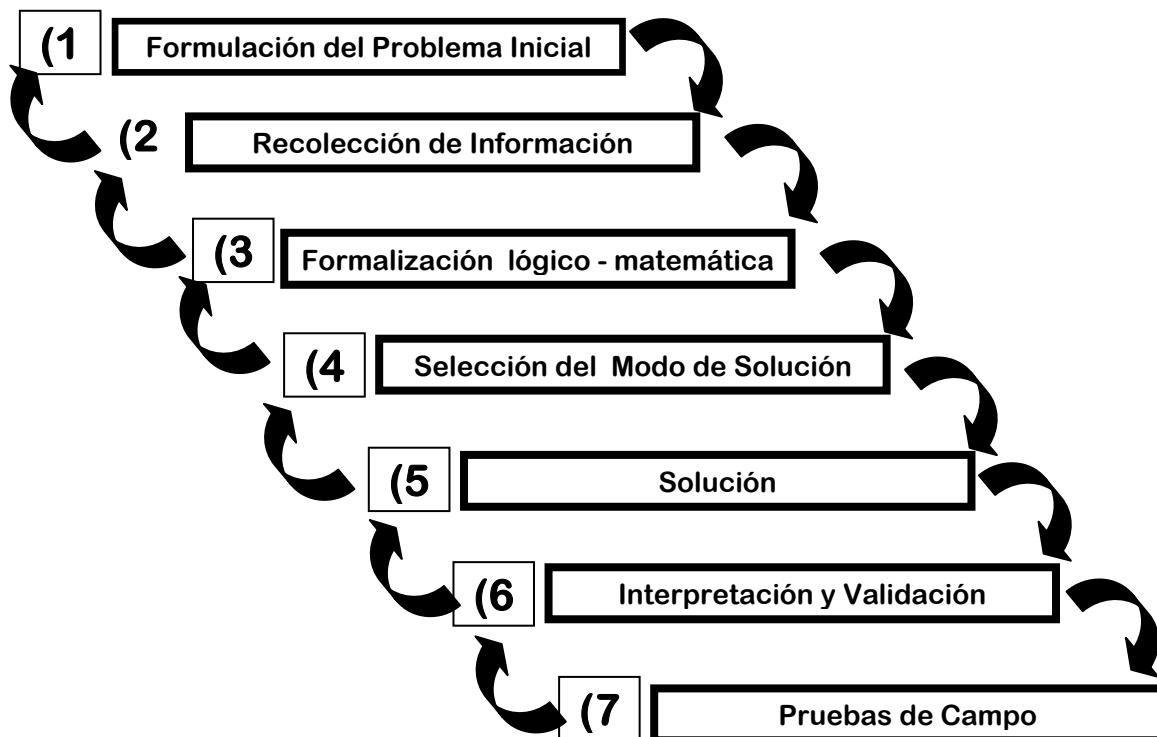 (1 Formulación del Problema Inicial
(2 Recolección de Información
(3 Formalización lógico - matemática
(4 Selección del Modo de Solución
(5 Solución
(6 Interpretación y Validación
(7 Pruebas de Campo